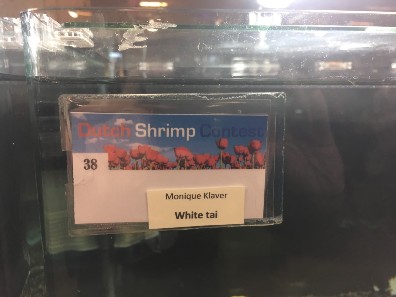 Dutch Shrimp Contest
38
Monique Klaver
White tai